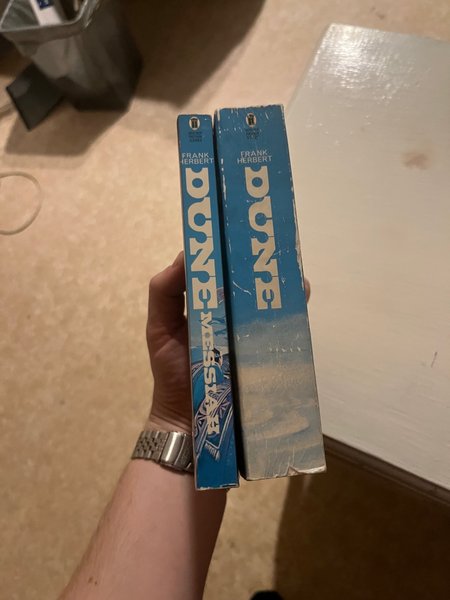 FRANK
HERBERT
DUNE
MESSIAH
FRANK
HERBERT
DUNE